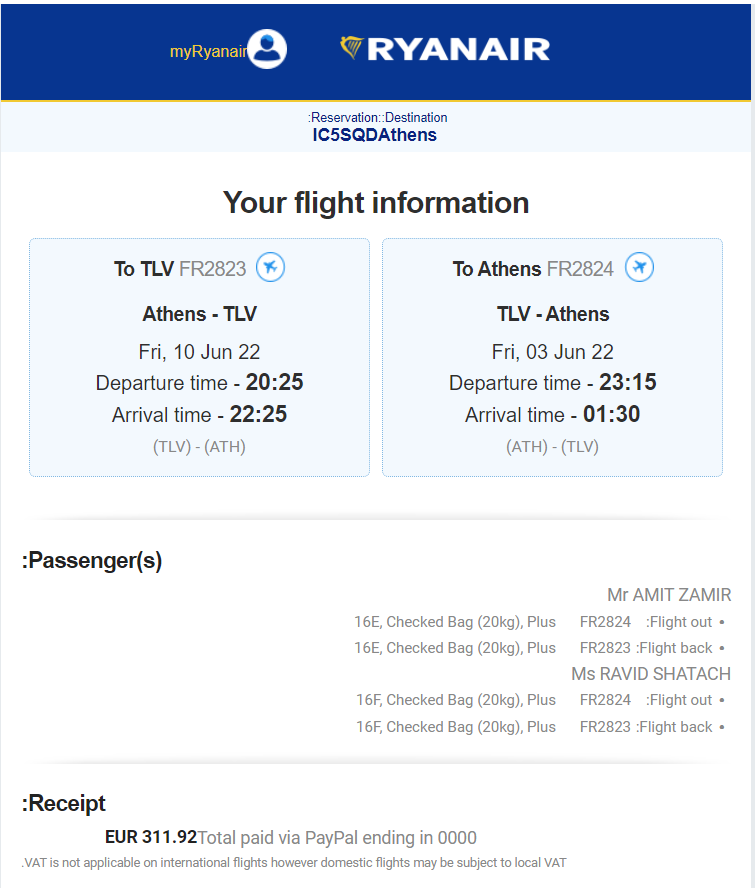 myRyanair
RYANAIR
:Reservation::Destination
IC5SQDAthens
Your flight information
To TLV FR2823
Athens - TLV
Fri, 10 Jun 22
Departure time - 20:25
Arrival time - 22:25
(TLV) - (ATH)
To Athens FR2824
TLV - Athens
Fri, 03 Jun 22
Departure time - 23:15
Arrival time - 01:30
(ATH) - (TLV)
:Passenger(s)
Mr AMIT ZAMIR
16E, Checked Bag (20kg), Plus FR2824 :Flight out •
16E, Checked Bag (20kg), Plus FR2823 :Flight back •
Ms RAVID SHATACH
16F, Checked Bag (20kg), Plus FR2824 :Flight out •
16F, Checked Bag (20kg), Plus FR2823 :Flight back •
:Receipt
EUR 311.92Total paid via PayPal ending in 0000
.VAT is not applicable on international flights however domestic flights may be subject to local VAT